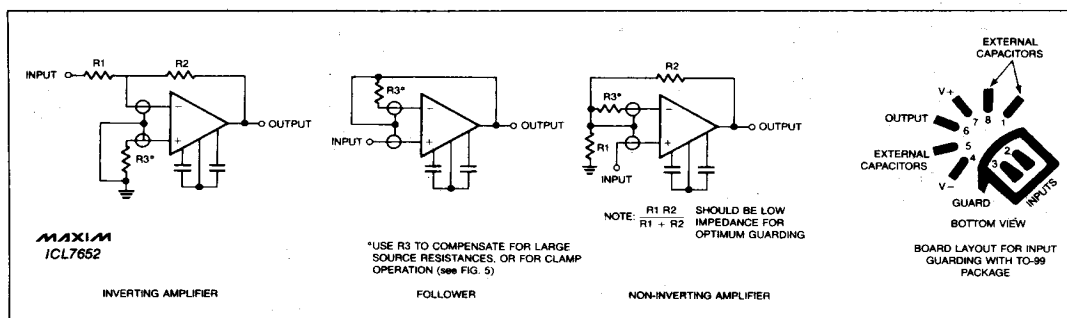 INPUT
R1
R2
R3*
−
+
OUTPUT
MAXIM
ICL7652
INVERTING AMPLIFIER
R3*
−
+
INPUT
OUTPUT
*USE R3 TO COMPENSATE FOR LARGE
SOURCE RESISTANCES, OR FOR CLAMP
OPERATION (see FIG. 5)
FOLLOWER
R2
R3*
−
+
R1
INPUT
OUTPUT
NOTE: R1 R2 / R1 + R2 SHOULD BE LOW
IMPEDANCE FOR
OPTIMUM GUARDING
NON-INVERTING AMPLIFIER
EXTERNAL
CAPACITORS
V+
OUTPUT
7
8
1
6
5
4
2
3
EXTERNAL
CAPACITORS
V−
GUARD
INPUTS
BOTTOM VIEW
BOARD LAYOUT FOR INPUT
GUARDING WITH TO-99
PACKAGE